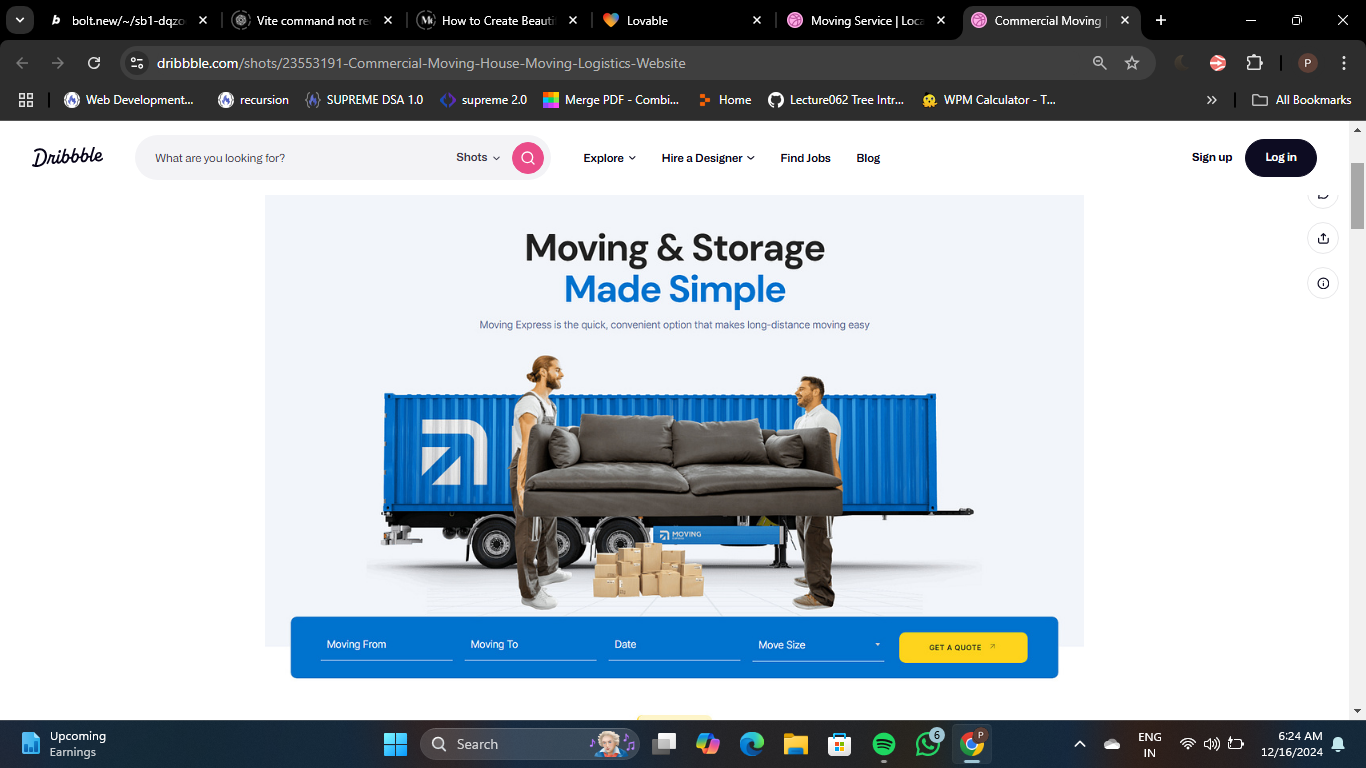 bolt.new/~/sb1-dqzo
Vite command not re
How to Create Beauti
Lovable
Moving Service | Loca
Commercial Moving |
dribbble.com/shots/23553191-Commercial-Moving-House-Moving-Logistics-Website
P
Web Development...
recursion
SUPREME DSA 1.0
supreme 2.0
Merge PDF - Combi...
Home
Lecture062 Tree Intr...
WPM Calculator - T...
All Bookmarks
Dribbble
What are you looking for?
Shots
Explore
Hire a Designer
Find Jobs
Blog
Sign up
Log in
Moving & Storage
Made Simple
Moving Express is the quick, convenient option that makes long-distance moving easy
MOVING
Moving From
Moving To
Date
Move Size
GET A QUOTE
Upcoming
Earnings
Search
6
P
ENG
IN
6:24 AM
12/16/2024